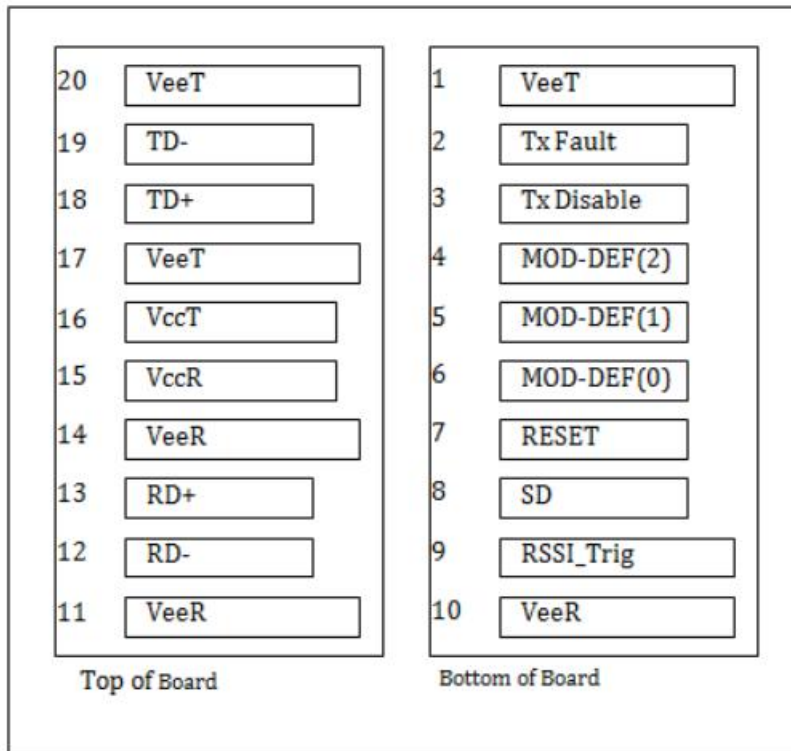 20 VeeT
19 TD-
18 TD+
17 VeeT
16 VccT
15 VccR
14 VeeR
13 RD+
12 RD-
11 VeeR
Top of Board
1 VeeT
2 Tx Fault
3 Tx Disable
4 MOD-DEF(2)
5 MOD-DEF(1)
6 MOD-DEF(0)
7 RESET
8 SD
9 RSSI_Trig
10 VeeR
Bottom of Board